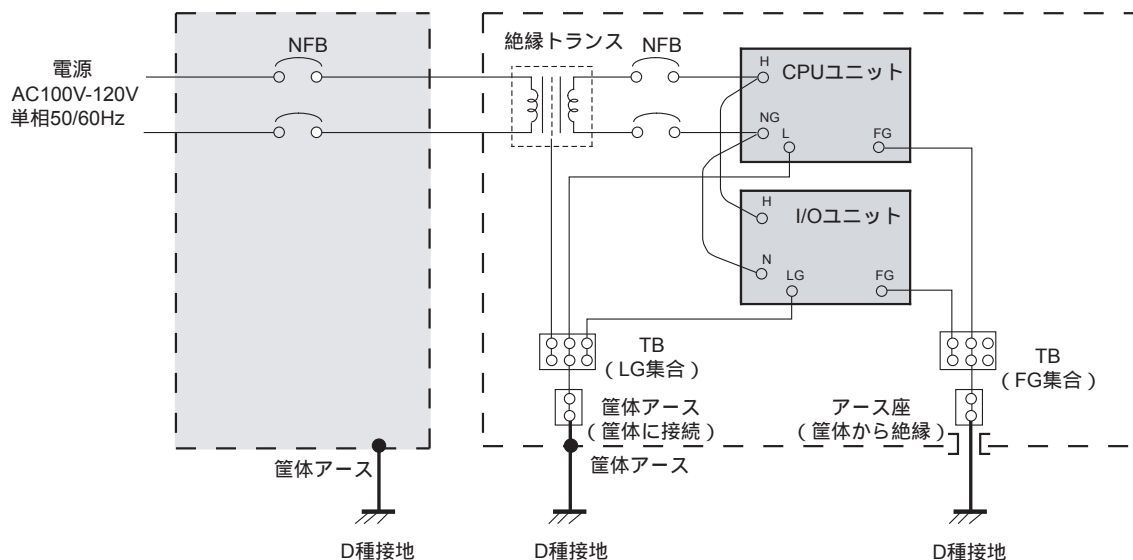 電源
AC100V-120V
単相50/60Hz
NFB
絶縁トランス
NFB
H
CPUユニット
NG
L
FG
H
I/Oユニット
N
LG
FG
TB
（LG集合）
TB
（FG集合）
筐体アース
（筐体に接続）
アース座
（筐体から絶縁）
筐体アース
筐体アース
D種接地
D種接地
D種接地